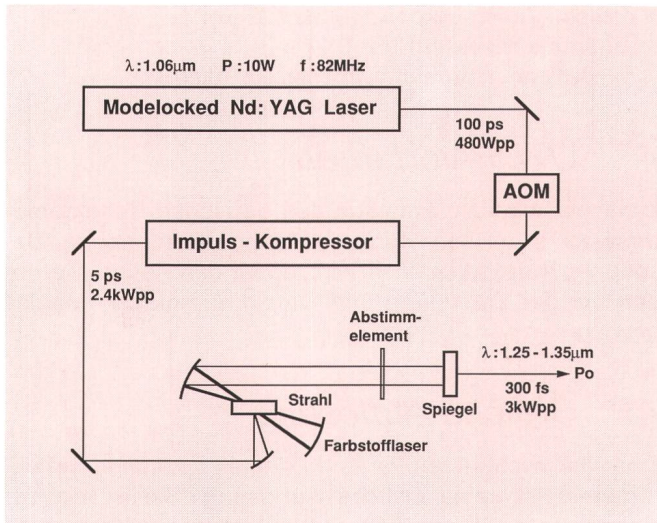 λ:1.06µm P:10W f:82MHz
Modelocked Nd: YAG Laser
100 ps
480Wpp
AOM
Impuls - Kompressor
5 ps
2.4kWpp
Abstimm-
element
λ:1.25-1.35µm
Po
300 fs
3kWpp
Spiegel
Strahl
Farbstofflaser